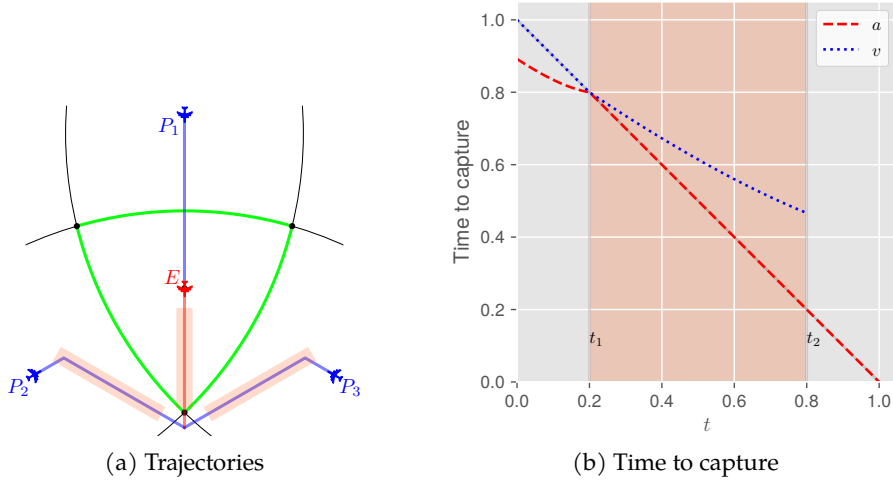 P₁
E
P₂
P₃
(a) Trajectories
Time to capture
1.0
0.8
0.6
0.4
0.2
0.0
a
v
t₁
t₂
0.0 0.2 0.4 0.6 0.8 1.0
t
(b) Time to capture